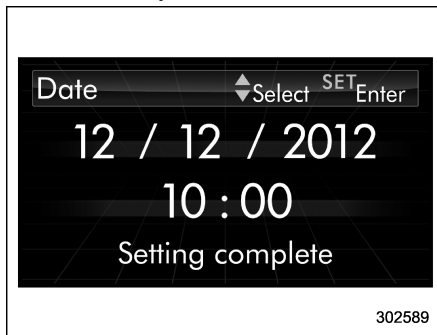 Date Select SET Enter
12 / 12 / 2012
10 : 00
Setting complete
302589